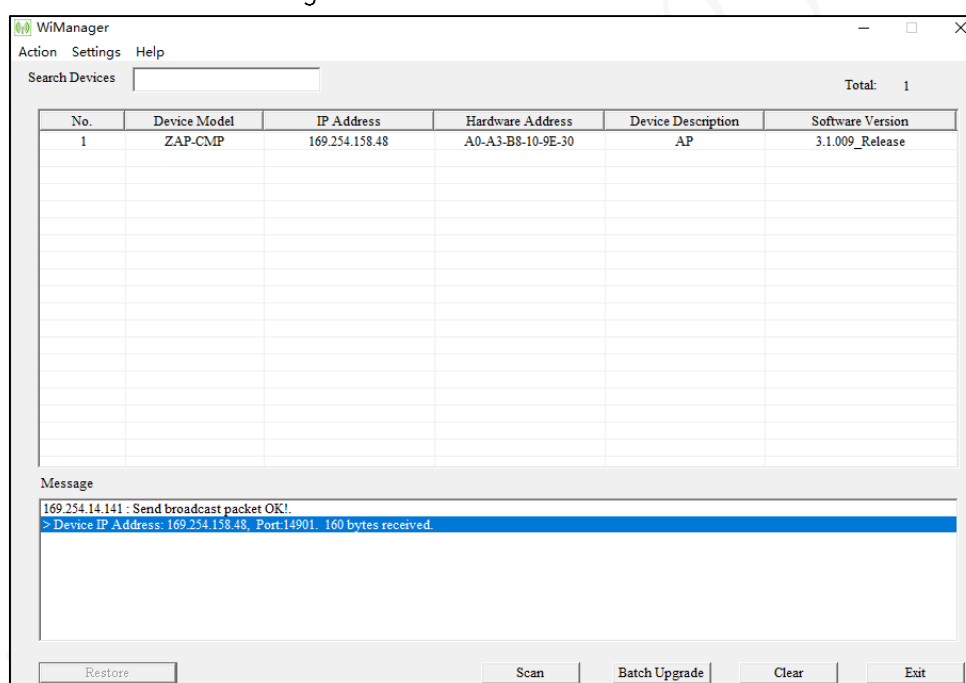 WiManager
Action Settings Help
Search Devices
Total: 1
No. Device Model IP Address Hardware Address Device Description Software Version
1 ZAP-CMP 169.254.158.48 A0-A3-B8-10-9E-30 AP 3.1.009_Release
Message
169.254.14.141 : Send broadcast packet OK!.
> Device IP Address: 169.254.158.48, Port:14901. 160 bytes received.
Restore Scan Batch Upgrade Clear Exit